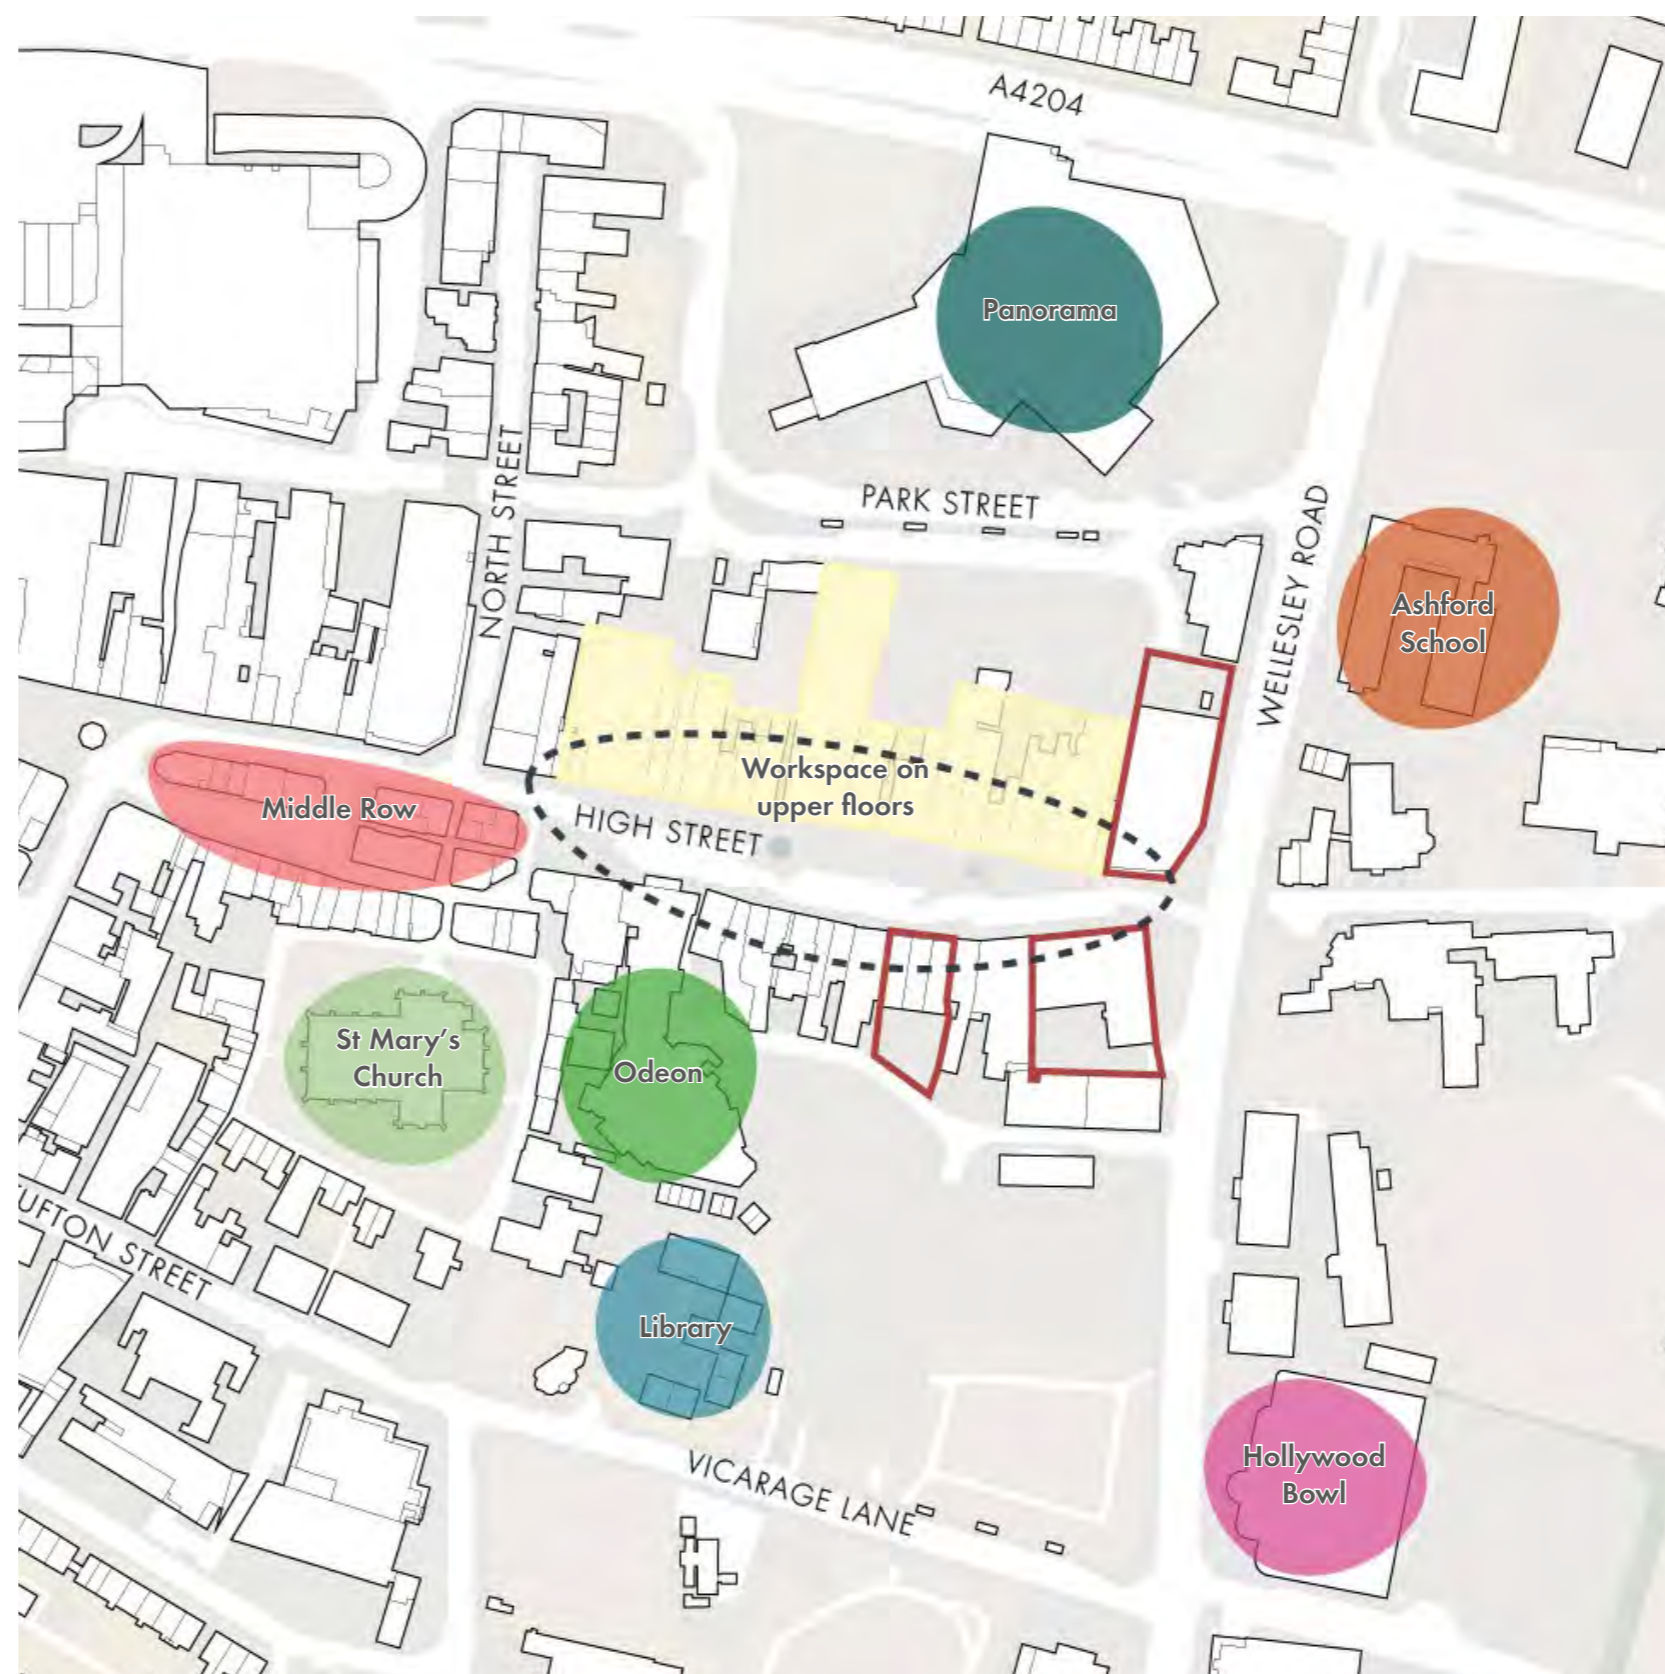 A4204
Panorama
PARK STREET
NORTH STREET
WELLESLEY ROAD
Ashford
School
Workspace on
upper floors
Middle Row
HIGH STREET
St Mary's
Church
Odeon
UFTON STREET
Library
VICARAGE LANE
Hollywood
Bowl